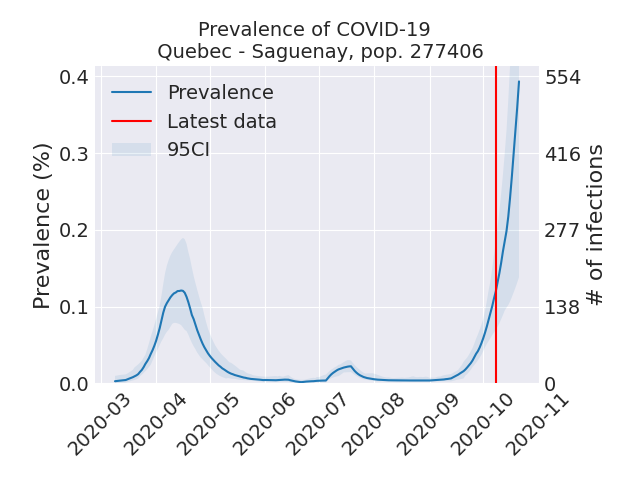 Prevalence of COVID-19
Quebec - Saguenay, pop. 277406
Prevalence (%)
0.4
0.3
0.2
0.1
0.0
Prevalence
Latest data
95CI
554
416
277
138
0
# of infections
2020-03
2020-04
2020-05
2020-06
2020-07
2020-08
2020-09
2020-10
2020-11